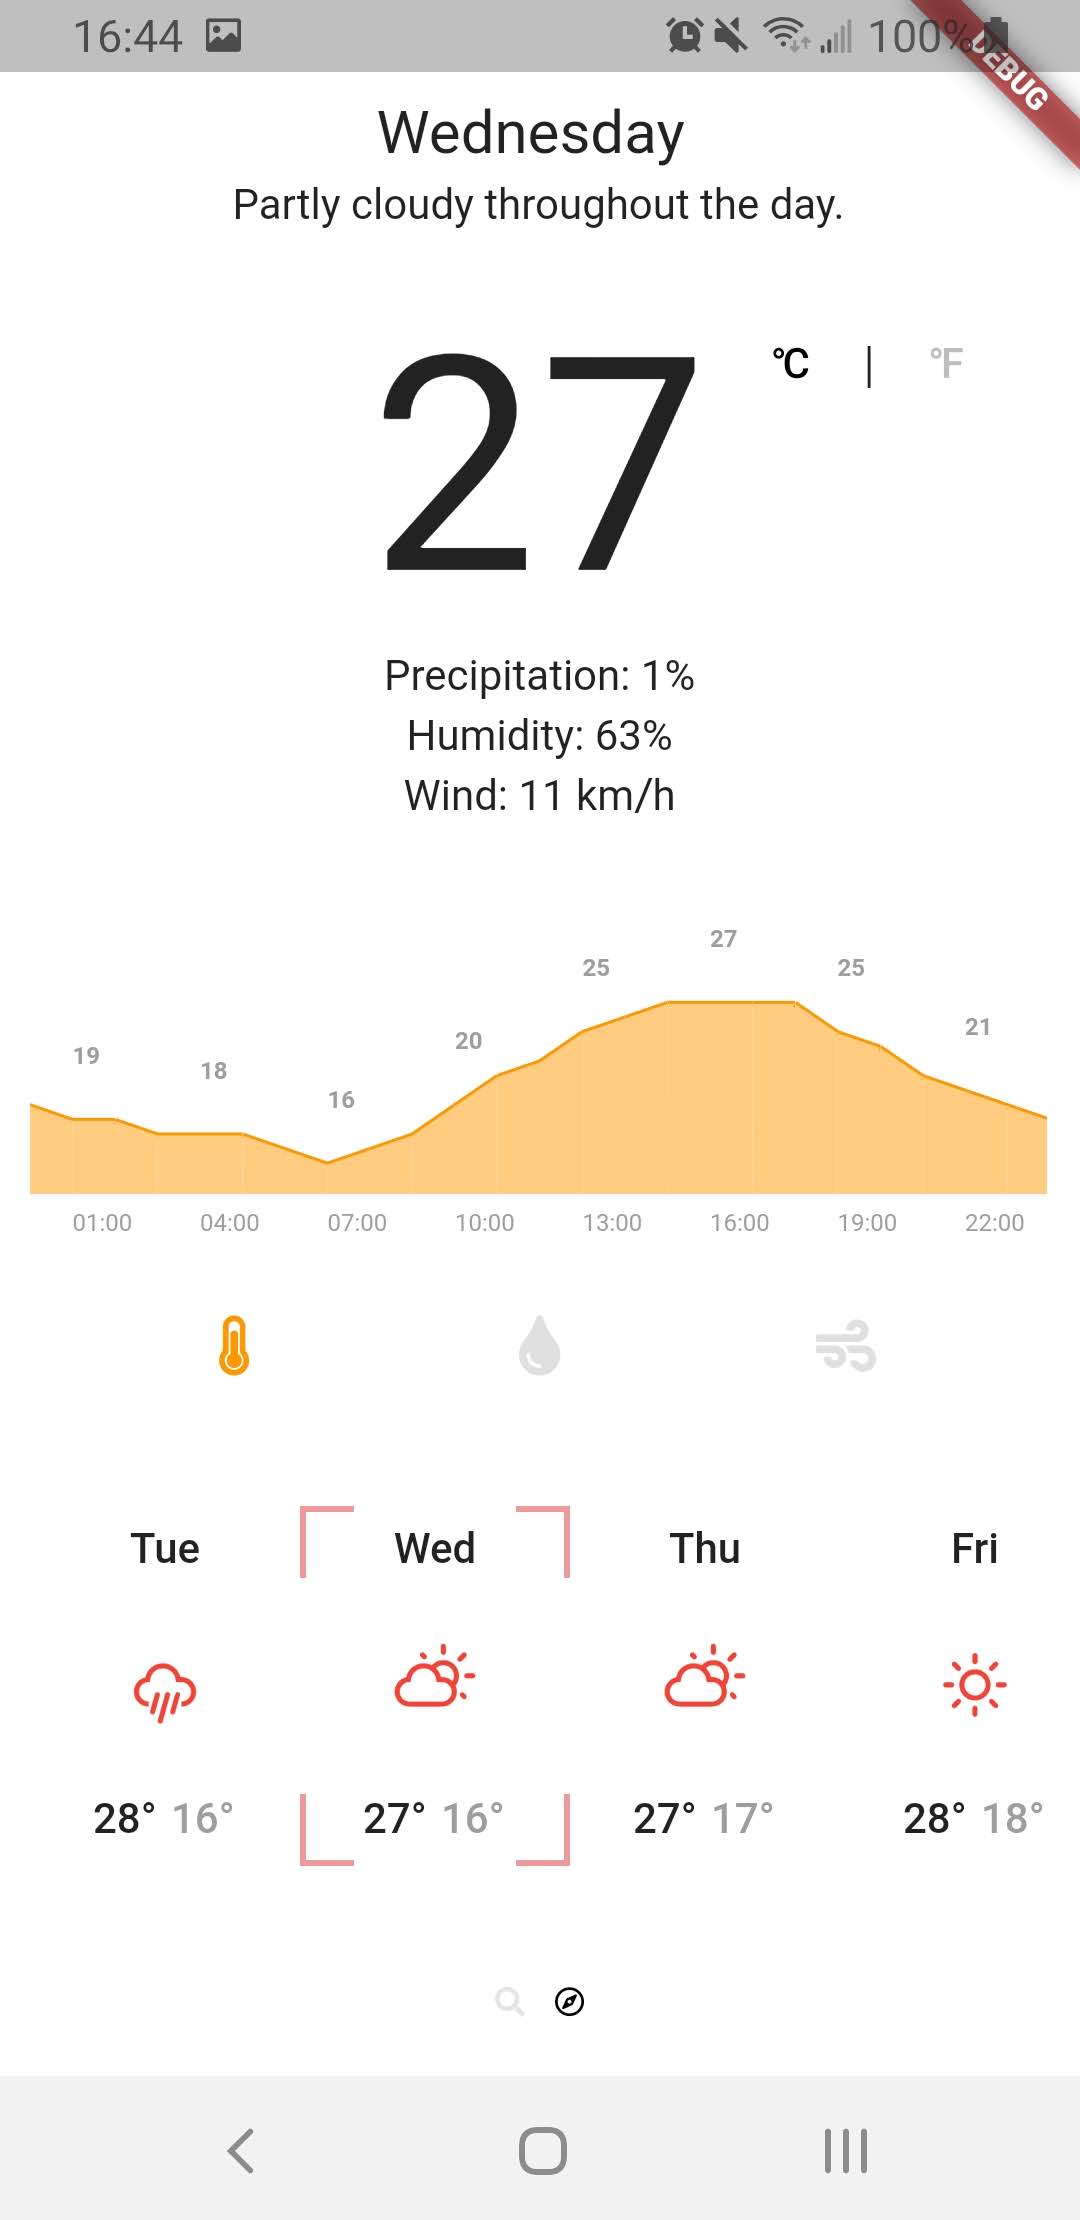 16:44 100%
DEBUG
Wednesday
Partly cloudy throughout the day.
27 °C | °F
Precipitation: 1%
Humidity: 63%
Wind: 11 km/h
19 18 16 20 25 27 25 21
01:00 04:00 07:00 10:00 13:00 16:00 19:00 22:00
Tue Wed Thu Fri
28° 16° 27° 16° 27° 17° 28° 18°